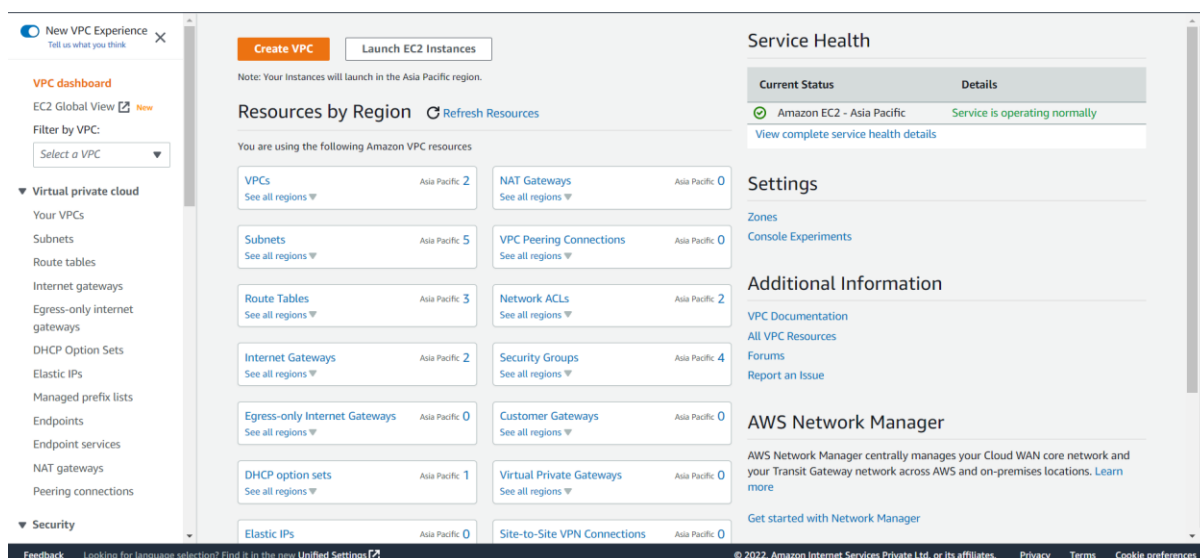 New VPC Experience
Tell us what you think
VPC dashboard
EC2 Global View New
Filter by VPC:
Select a VPC
Virtual private cloud
Your VPCs
Subnets
Route tables
Internet gateways
Egress-only internet
gateways
DHCP Option Sets
Elastic IPs
Managed prefix lists
Endpoints
Endpoint services
NAT gateways
Peering connections
Security
Create VPC Launch EC2 Instances
Note: Your Instances will launch in the Asia Pacific region.
Resources by Region Refresh Resources
You are using the following Amazon VPC resources
VPCs Asia Pacific 2
See all regions
NAT Gateways Asia Pacific 0
See all regions
Subnets Asia Pacific 5
See all regions
VPC Peering Connections Asia Pacific 0
See all regions
Route Tables Asia Pacific 3
See all regions
Network ACLs Asia Pacific 2
See all regions
Internet Gateways Asia Pacific 2
See all regions
Security Groups Asia Pacific 4
See all regions
Egress-only Internet Gateways Asia Pacific 0
See all regions
Customer Gateways Asia Pacific 0
See all regions
DHCP option sets Asia Pacific 1
See all regions
Virtual Private Gateways Asia Pacific 0
See all regions
Elastic IPs Asia Pacific 0
Site-to-Site VPN Connections Asia Pacific 0
Service Health
Current Status Details
Amazon EC2 - Asia Pacific Service is operating normally
View complete service health details
Settings
Zones
Console Experiments
Additional Information
VPC Documentation
All VPC Resources
Forums
Report an Issue
AWS Network Manager
AWS Network Manager centrally manages your Cloud WAN core network and
your Transit Gateway network across AWS and on-premises locations. Learn
more
Get started with Network Manager
Feedback Looking for language selection? Find it in the new Unified Settings © 2022, Amazon Internet Services Private Ltd. or its affiliates. Privacy Terms Cookie preferences